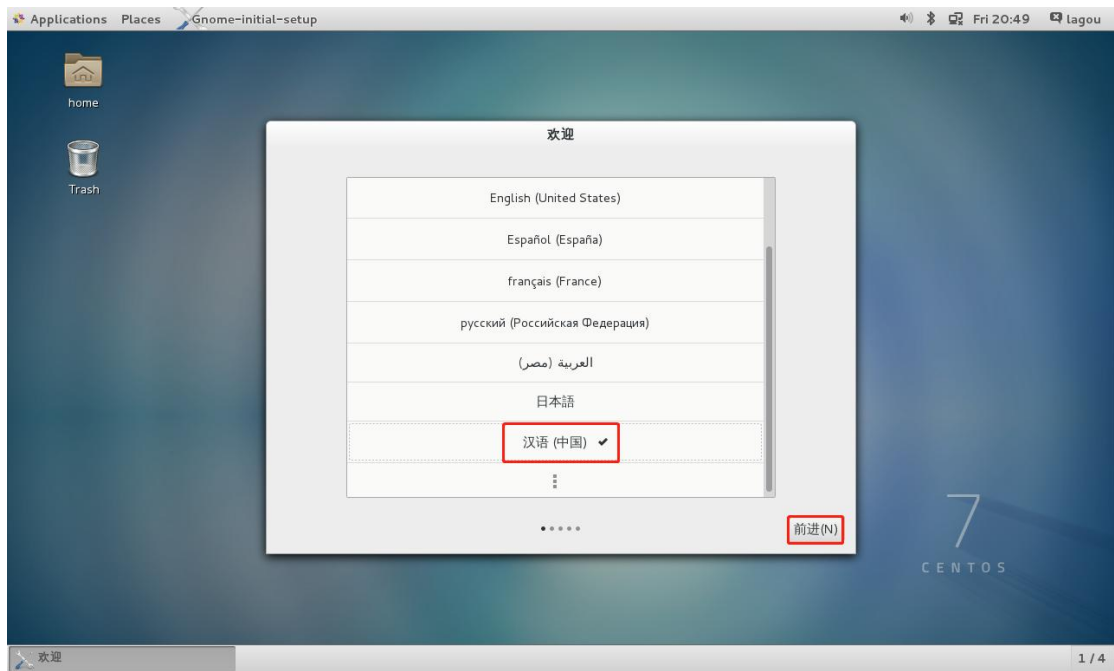 Applications Places Gnome-initial-setup Fri 20:49 lagou
home
Trash
欢迎
English (United States)
Español (España)
français (France)
русский (Российская Федерация)
العربية (مصر)
日本語
汉语 (中国)
前进(N)
7
CENTOS
欢迎 1 / 4